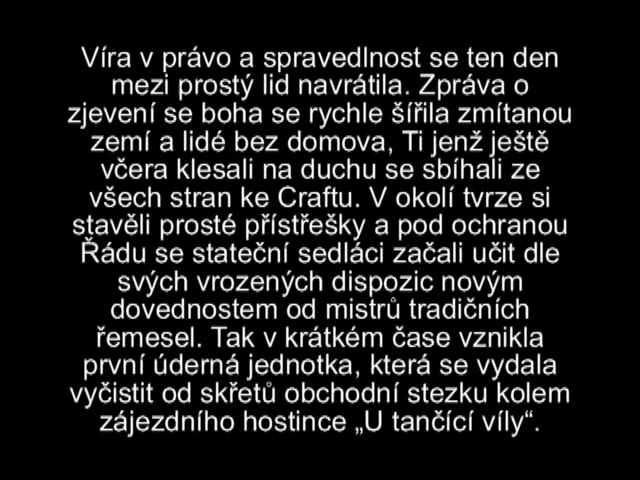 Víra v právo a spravedlnost se ten den
mezi prostý lid navrátila. Zpráva o
zjevení se boha se rychle šířila zmítanou
zemí a lidé bez domova, Ti jenž ještě
včera klesali na duchu se sbíhali ze
všech stran ke Craftu. V okolí tvrze si
stavěli prosté přístřešky a pod ochranou
Řádu se stateční sedláci začali učit dle
svých vrozených dispozic novým
dovednostem od mistrů tradičních
řemesel. Tak v krátkém čase vznikla
první úderná jednotka, která se vydala
vyčistit od skřetů obchodní stezku kolem
zájezdního hostince „U tančící víly“.